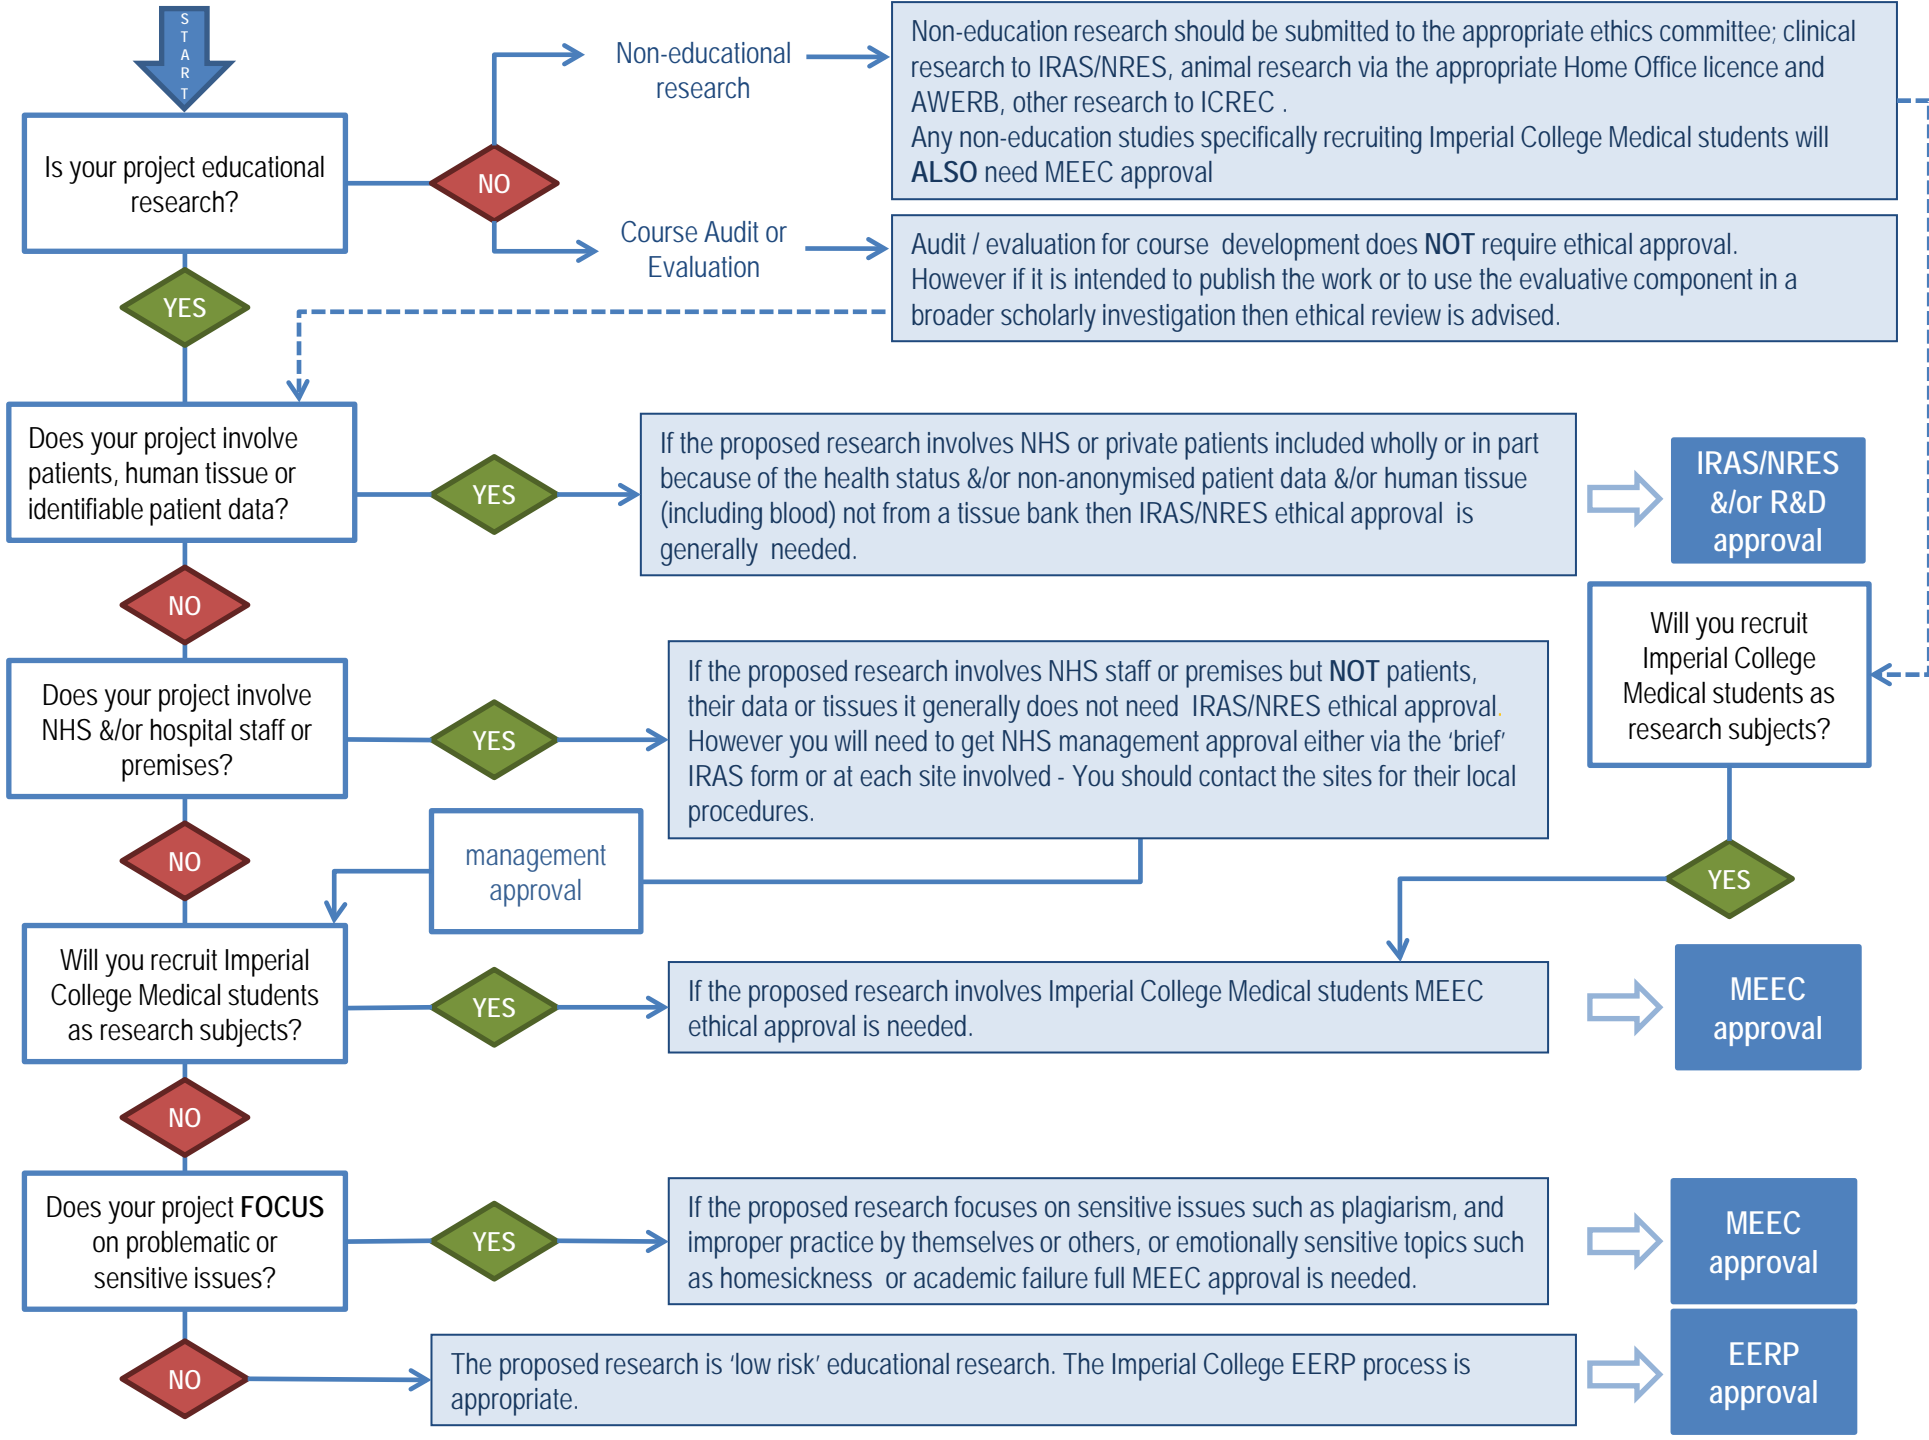 START
Is your project educational
research?
NO
Non-educational
research
Non-education research should be submitted to the appropriate ethics committee; clinical
research to IRAS/NRES, animal research via the appropriate Home Office licence and
AWERB, other research to ICREC .
Any non-education studies specifically recruiting Imperial College Medical students will
ALSO need MEEC approval
Course Audit or
Evaluation
Audit / evaluation for course development does NOT require ethical approval.
However if it is intended to publish the work or to use the evaluative component in a
broader scholarly investigation then ethical review is advised.
YES
Does your project involve
patients, human tissue or
identifiable patient data?
YES
If the proposed research involves NHS or private patients included wholly or in part
because of the health status &/or non-anonymised patient data &/or human tissue
(including blood) not from a tissue bank then IRAS/NRES ethical approval is
generally needed.
IRAS/NRES
&/or R&D
approval
NO
Will you recruit
Imperial College
Medical students as
research subjects?
Does your project involve
NHS &/or hospital staff or
premises?
YES
If the proposed research involves NHS staff or premises but NOT patients,
their data or tissues it generally does not need IRAS/NRES ethical approval.
However you will need to get NHS management approval either via the ‘brief’
IRAS form or at each site involved - You should contact the sites for their local
procedures.
management
approval
NO
YES
Will you recruit Imperial
College Medical students
as research subjects?
YES
If the proposed research involves Imperial College Medical students MEEC
ethical approval is needed.
MEEC
approval
NO
Does your project FOCUS
on problematic or
sensitive issues?
YES
If the proposed research focuses on sensitive issues such as plagiarism, and
improper practice by themselves or others, or emotionally sensitive topics such
as homesickness or academic failure full MEEC approval is needed.
MEEC
approval
NO
The proposed research is ‘low risk’ educational research. The Imperial College EERP process is
appropriate.
EERP
approval